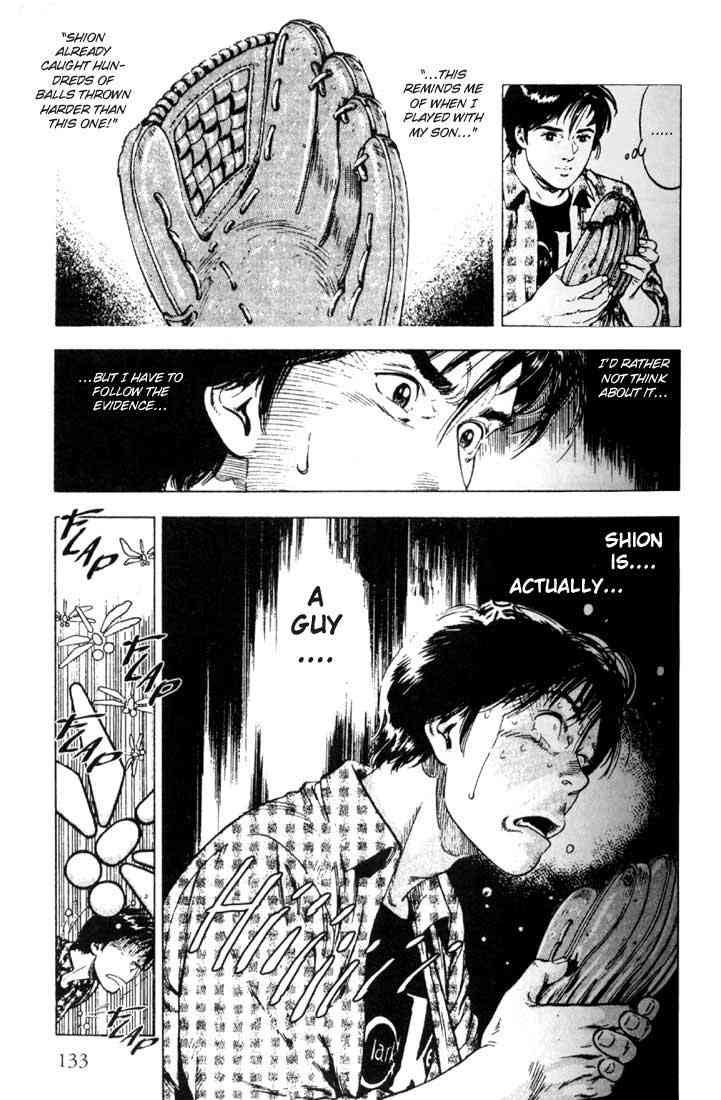 .....
"...THIS
REMINDS ME
OF WHEN I
PLAYED WITH
MY SON..."
"SHION
ALREADY
CAUGHT HUN-
DREDS OF
BALLS THROWN
HARDER THAN
THIS ONE!"
I'D RATHER
NOT THINK
ABOUT IT...
...BUT I HAVE TO
FOLLOW THE
EVIDENCE...
SHION
IS....
ACTUALLY...
A
GUY
....
FLAP
FLAP
FLAP
133